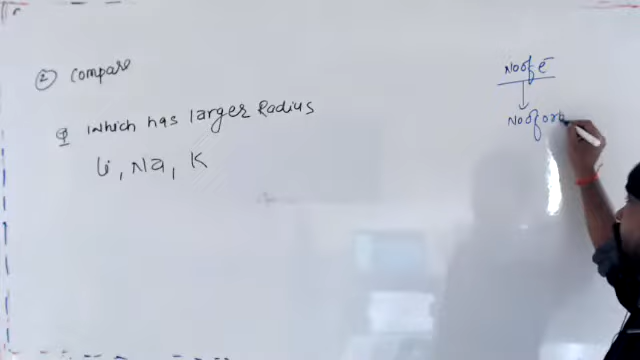 ② Compare
Q Which has larger Radius
Li, Na, K
No of e⁻
↓
No of orb